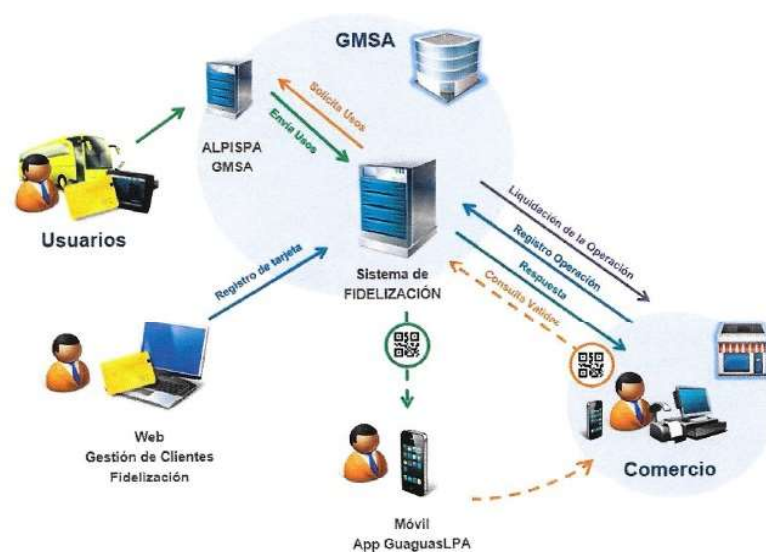 GMSA
Solicita Usos
Envía Usos
ALPISPA
GMSA
Usuarios
Liquidación de la Operación
Registro Operación
Respuesta
Consulta Validez
Registro de tarjeta
Sistema de
FIDELIZACIÓN
Web
Gestión de Clientes
Fidelización
Comercio
Móvil
App GuaguasLPA